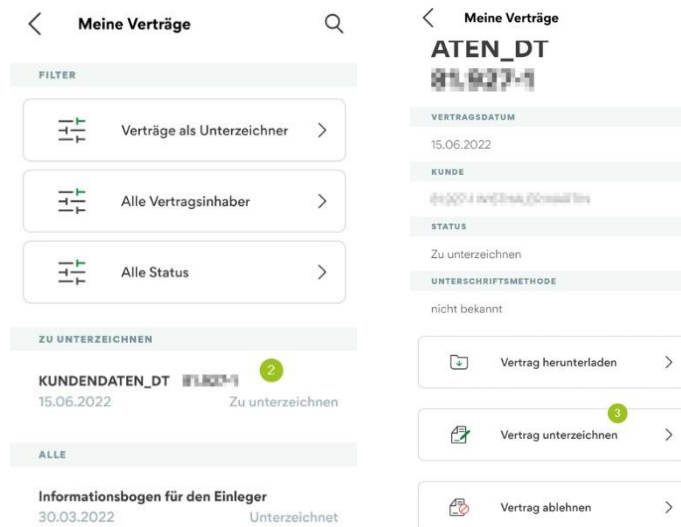 Meine Verträge
FILTER
Verträge als Unterzeichner
Alle Vertragsinhaber
Alle Status
ZU UNTERZEICHNEN
KUNDENDATEN_DT
2
15.06.2022 Zu unterzeichnen
ALLE
Informationsbogen für den Einleger
30.03.2022 Unterzeichnet
Meine Verträge
ATEN_DT
VERTRAGSDATUM
15.06.2022
KUNDE
STATUS
Zu unterzeichnen
UNTERSCHRIFTSMETHODE
nicht bekannt
Vertrag herunterladen
3
Vertrag unterzeichnen
Vertrag ablehnen